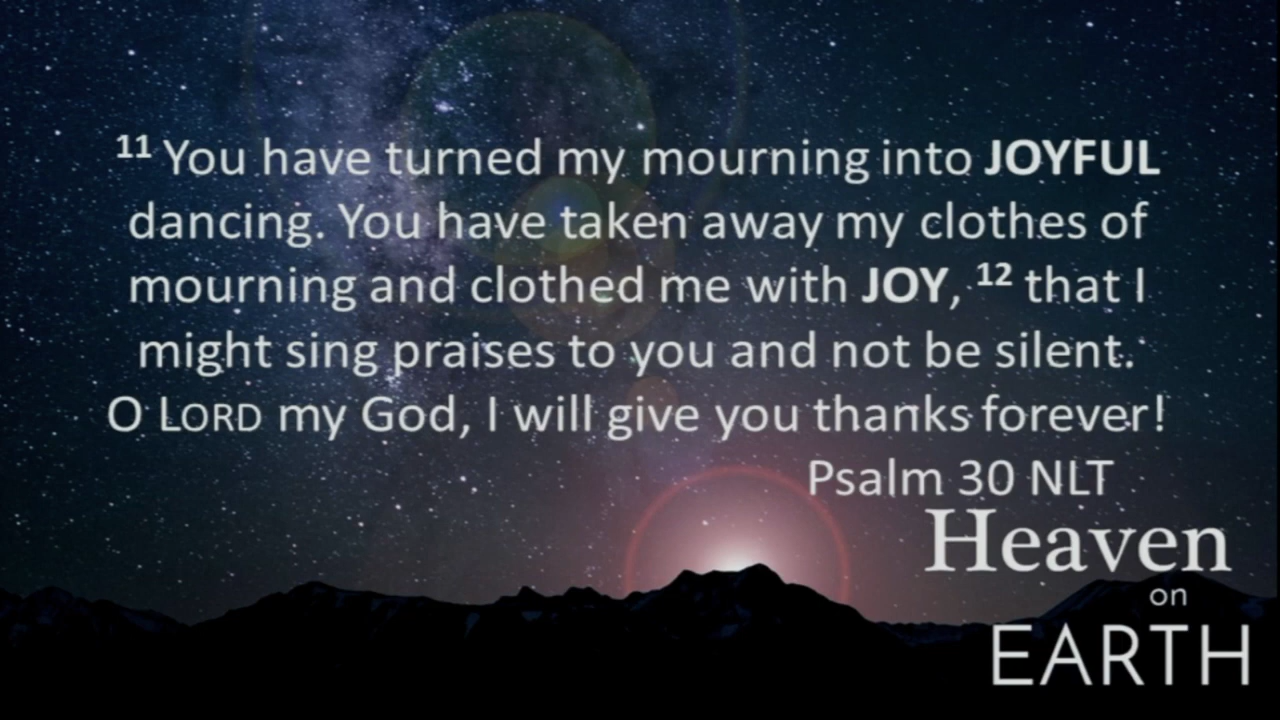 11 You have turned my mourning into JOYFUL
dancing. You have taken away my clothes of
mourning and clothed me with JOY, 12 that I
might sing praises to you and not be silent.
O LORD my God, I will give you thanks forever!
Psalm 30 NLT
Heaven
on
EARTH